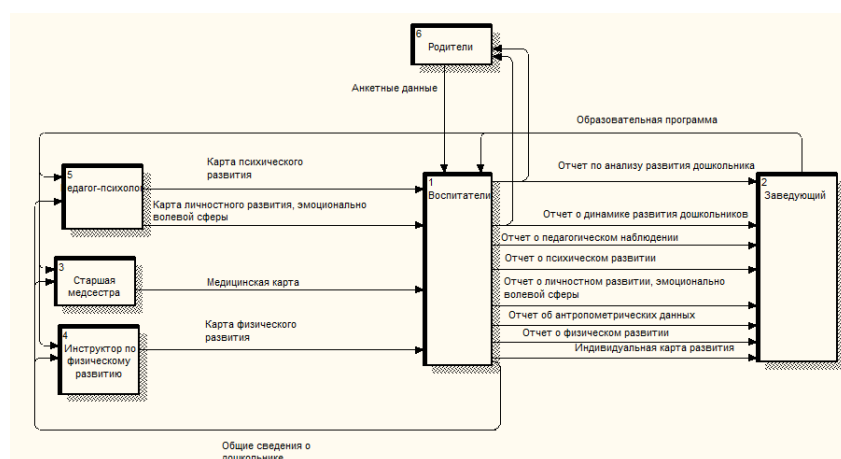 6
Родители
Анкетные данные
Образовательная программа
5
едагог-психоло
Карта психического
развития
Карта личностного развития, эмоционально
волевой сферы
1
Воспитатели
Отчет по анализу развития дошкольника
2
Заведующий
Отчет о динамике развития дошкольников
Отчет о педагогическом наблюдении
Отчет о психическом развитии
3
Старшая
медсестра
Медицинская карта
Отчет о личностном развитии, эмоционально
волевой сферы
Отчет об антропометрических данных
4
Инструктор по
физическому
развитию
Карта физического
развития
Отчет о физическом развитии
Индивидуальная карта развития
Общие сведения о
дошкольнике